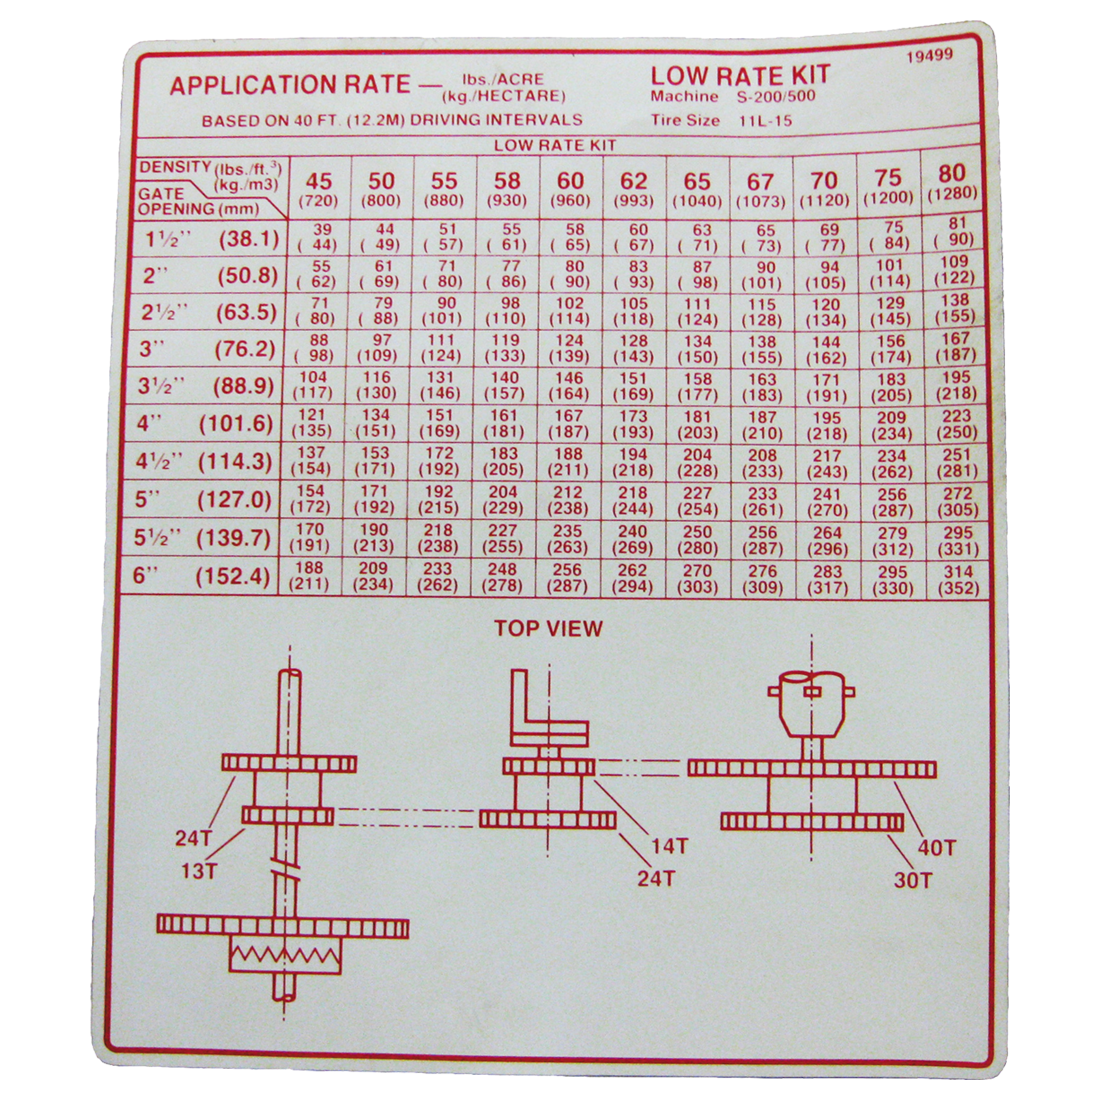 19499
APPLICATION RATE — lbs./ACRE
(kg./HECTARE)
LOW RATE KIT
Machine S-200/500
BASED ON 40 FT. (12.2M) DRIVING INTERVALS
Tire Size 11L-15
LOW RATE KIT
DENSITY (lbs./ft.³) 45 50 55 58 60 62 65 67 70 75 80
(kg./m3) (720) (800) (880) (930) (960) (993) (1040) (1073) (1120) (1200) (1280)
GATE
OPENING (mm)
1½" (38.1) 39 44 51 55 58 60 63 65 69 75 81
( 44) ( 49) ( 57) ( 61) ( 65) ( 67) ( 71) ( 73) ( 77) ( 84) ( 90)
2" (50.8) 55 61 71 77 80 83 87 90 94 101 109
( 62) ( 69) ( 80) ( 86) ( 90) ( 93) ( 98) (101) (105) (114) (122)
2½" (63.5) 71 79 90 98 102 105 111 115 120 129 138
( 80) ( 88) (101) (110) (114) (118) (124) (128) (134) (145) (155)
3" (76.2) 88 97 111 119 124 128 134 138 144 156 167
( 98) (109) (124) (133) (139) (143) (150) (155) (162) (174) (187)
3½" (88.9) 104 116 131 140 146 151 158 163 171 183 195
(117) (130) (146) (157) (164) (169) (177) (183) (191) (205) (218)
4" (101.6) 121 134 151 161 167 173 181 187 195 209 223
(135) (151) (169) (181) (187) (193) (203) (210) (218) (234) (250)
4½" (114.3) 137 153 172 183 188 194 204 208 217 234 251
(154) (171) (192) (205) (211) (218) (228) (233) (243) (262) (281)
5" (127.0) 154 171 192 204 212 218 227 233 241 256 272
(172) (192) (215) (229) (238) (244) (254) (261) (270) (287) (305)
5½" (139.7) 170 190 218 227 235 240 250 256 264 279 295
(191) (213) (238) (255) (263) (269) (280) (287) (296) (312) (331)
6" (152.4) 188 209 233 248 256 262 270 276 283 295 314
(211) (234) (262) (278) (287) (294) (303) (309) (317) (330) (352)
TOP VIEW
24T
13T
14T
24T
40T
30T